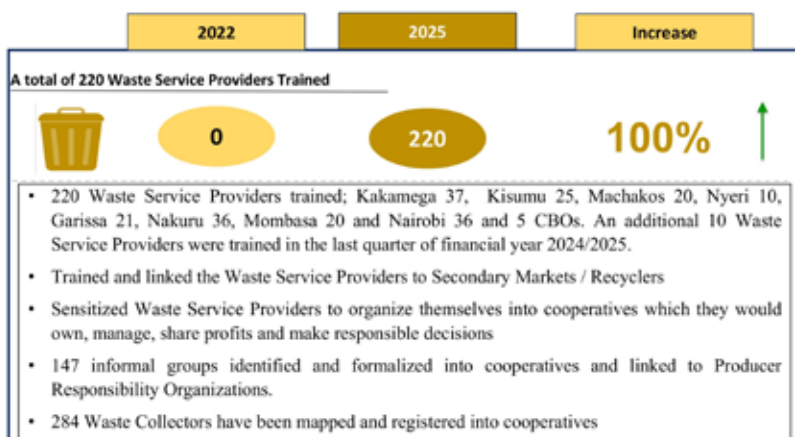 2022 2025 Increase
A total of 220 Waste Service Providers Trained
0 220 100%
• 220 Waste Service Providers trained; Kakamega 37, Kisumu 25, Machakos 20, Nyeri 10,
Garissa 21, Nakuru 36, Mombasa 20 and Nairobi 36 and 5 CBOs. An additional 10 Waste
Service Providers were trained in the last quarter of financial year 2024/2025.
• Trained and linked the Waste Service Providers to Secondary Markets / Recyclers
• Sensitized Waste Service Providers to organize themselves into cooperatives which they would
own, manage, share profits and make responsible decisions
• 147 informal groups identified and formalized into cooperatives and linked to Producer
Responsibility Organizations.
• 284 Waste Collectors have been mapped and registered into cooperatives